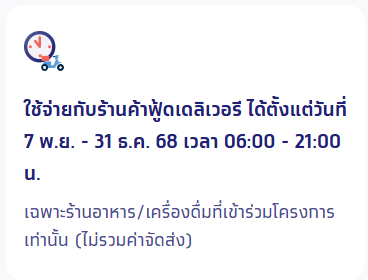 ใช้จ่ายกับร้านค้าฟู้ดเดลิเวอรี ได้ตั้งแต่วันที่
7 พ.ย. - 31 ธ.ค. 68 เวลา 06:00 - 21:00
น.
เฉพาะร้านอาหาร/เครื่องดื่มที่เข้าร่วมโครงการ
เท่านั้น (ไม่รวมค่าจัดส่ง)